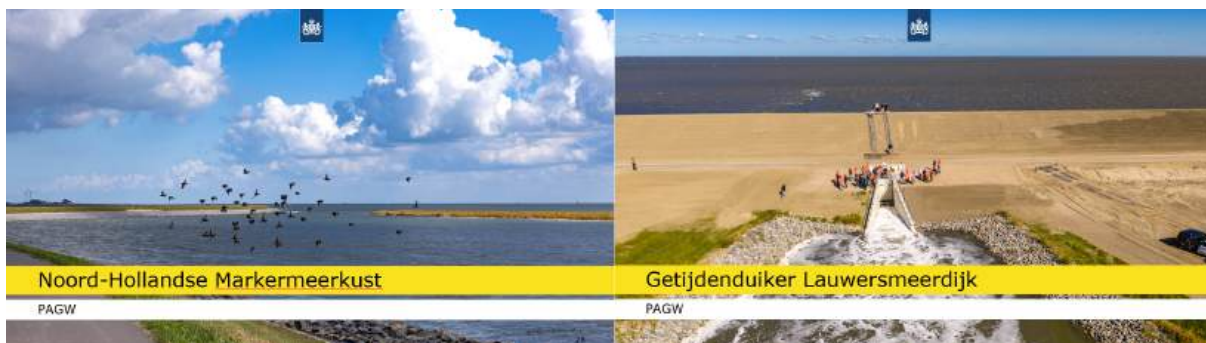 Noord-Hollandse Markermeerkust
PAGW
Getijdenduiker Lauwersmeerdijk
PAGW